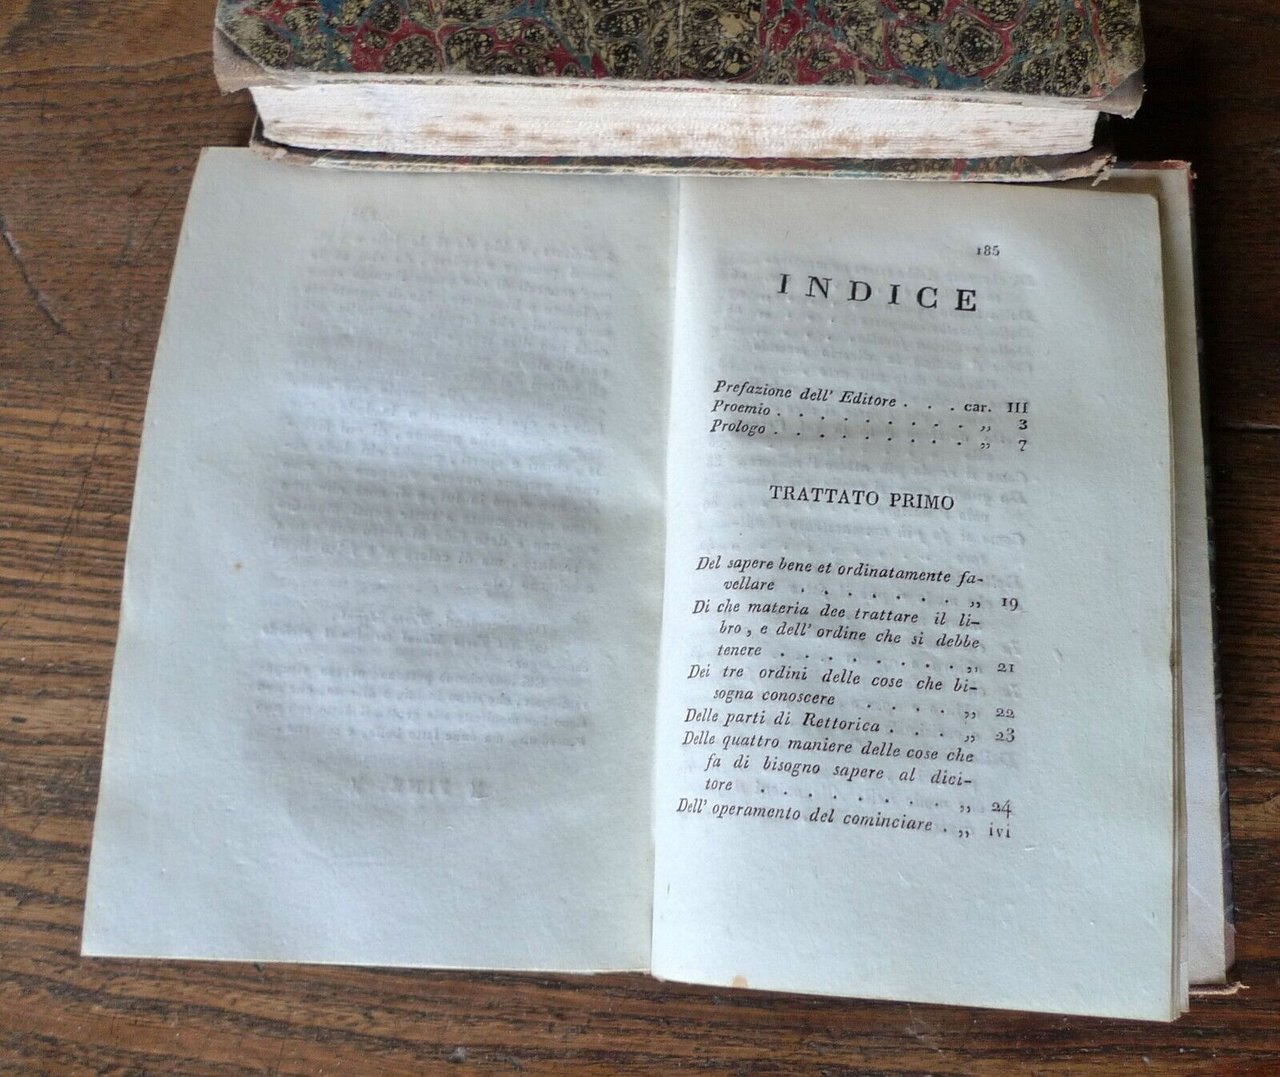 185
INDICE
Prefazione dell' Editore . . . car. III
Proemio . . . . . . . . . ,, 3
Prologo . . . . . . . . . ,, 7
TRATTATO PRIMO
Del sapere bene et ordinatamente fa-
vellare . . . . . . . ,, 19
Di che materia dee trattare il li-
bro, e dell' ordine che si debbe
tenere . . . . . . . . ,, 21
Dei tre ordini delle cose che bi-
sogna conoscere . . . . ,, 22
Delle parti di Rettorica . . . ,, 23
Delle quattro maniere delle cose che
fa di bisogno sapere al dici-
tore . . . . . . . ,, 24
Dell' operamento del cominciare . ,, ivi